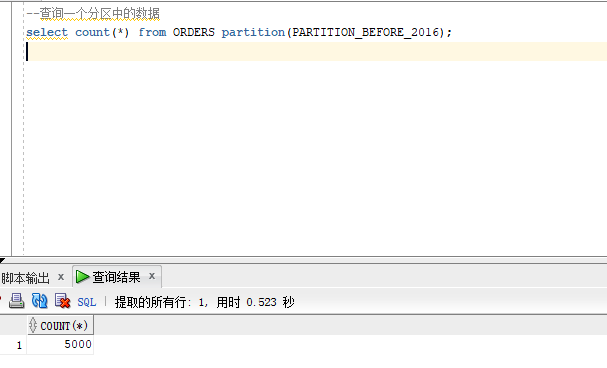 --查询一个分区中的数据
select count(*) from ORDERS partition(PARTITION_BEFORE_2016);
脚本输出 x 查询结果 x
SQL 提取的所有行: 1, 用时 0.523 秒
COUNT(*)
1 5000